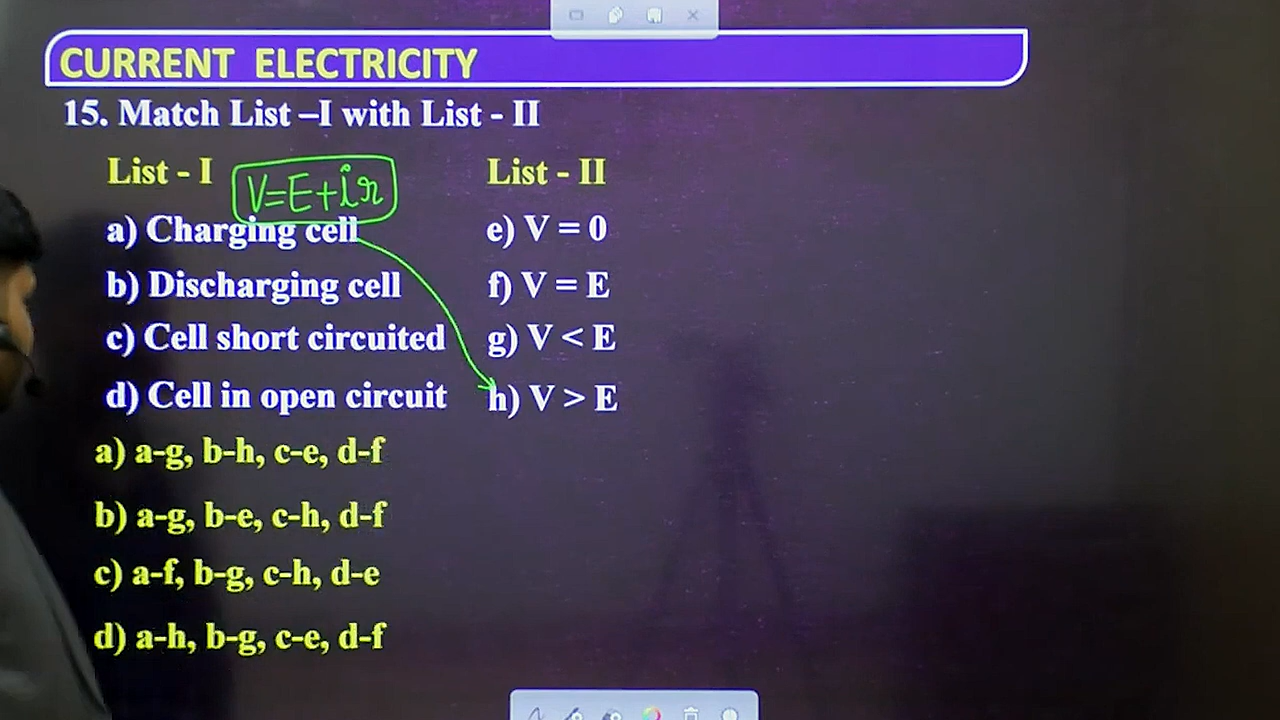 CURRENT ELECTRICITY
15. Match List –I with List - II
List - I
V=E+ir
List - II
a) Charging cell
e) V = 0
b) Discharging cell
f) V = E
c) Cell short circuited
g) V < E
d) Cell in open circuit
h) V > E
a) a-g, b-h, c-e, d-f
b) a-g, b-e, c-h, d-f
c) a-f, b-g, c-h, d-e
d) a-h, b-g, c-e, d-f